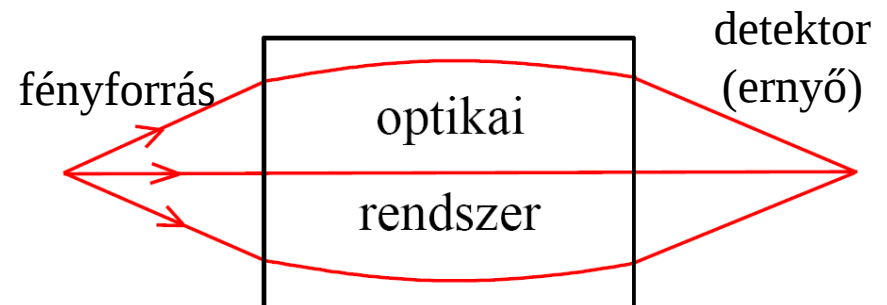 fényforrás
optikai
rendszer
detektor
(ernyő)